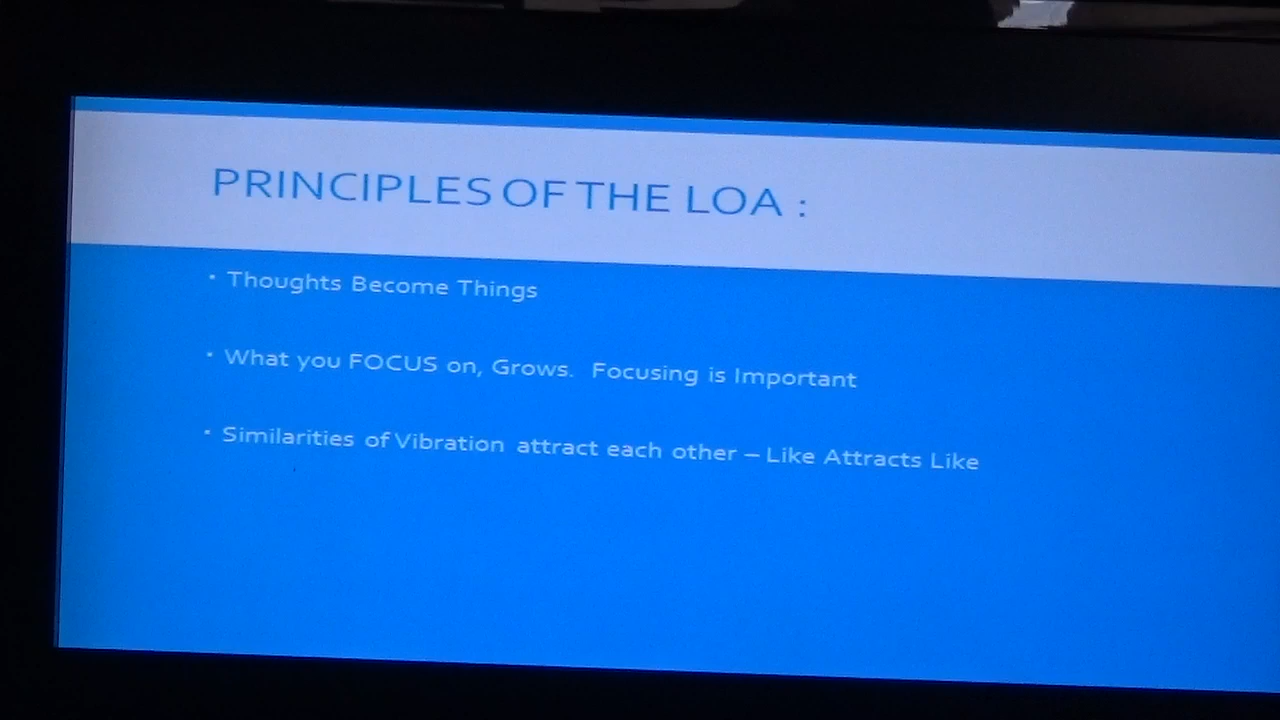 PRINCIPLES OF THE LOA :
• Thoughts Become Things
• What you FOCUS on, Grows. Focusing is Important
• Similarities of Vibration attract each other – Like Attracts Like